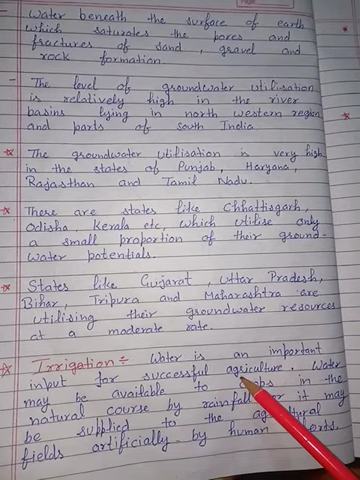 - Water beneath the surface of earth
which saturates the pores and
fractures of sand, gravel and
rock formation.
- The level of groundwater utilisation
is relatively high in the river
basins lying in north western region
and parts of South India
* The groundwater utilisation is very high
in the states of Punjab, Haryana,
Rajasthan and Tamil Nadu.
* There are states like Chhattisgarh,
Odisha, Kerala etc, which utilise only
a small proportion of their ground-
water potentials.
* States like Gujarat, Uttar Pradesh,
Bihar, Tripura and Maharashtra are
utilising their groundwater resources
at a moderate rate.
* Irrigation ÷ Water is an important
input for successful agriculture. Water
may be available to crops in the
natural course by rainfall or it may
be supplied to the agricultural
fields artificially by human efforts.